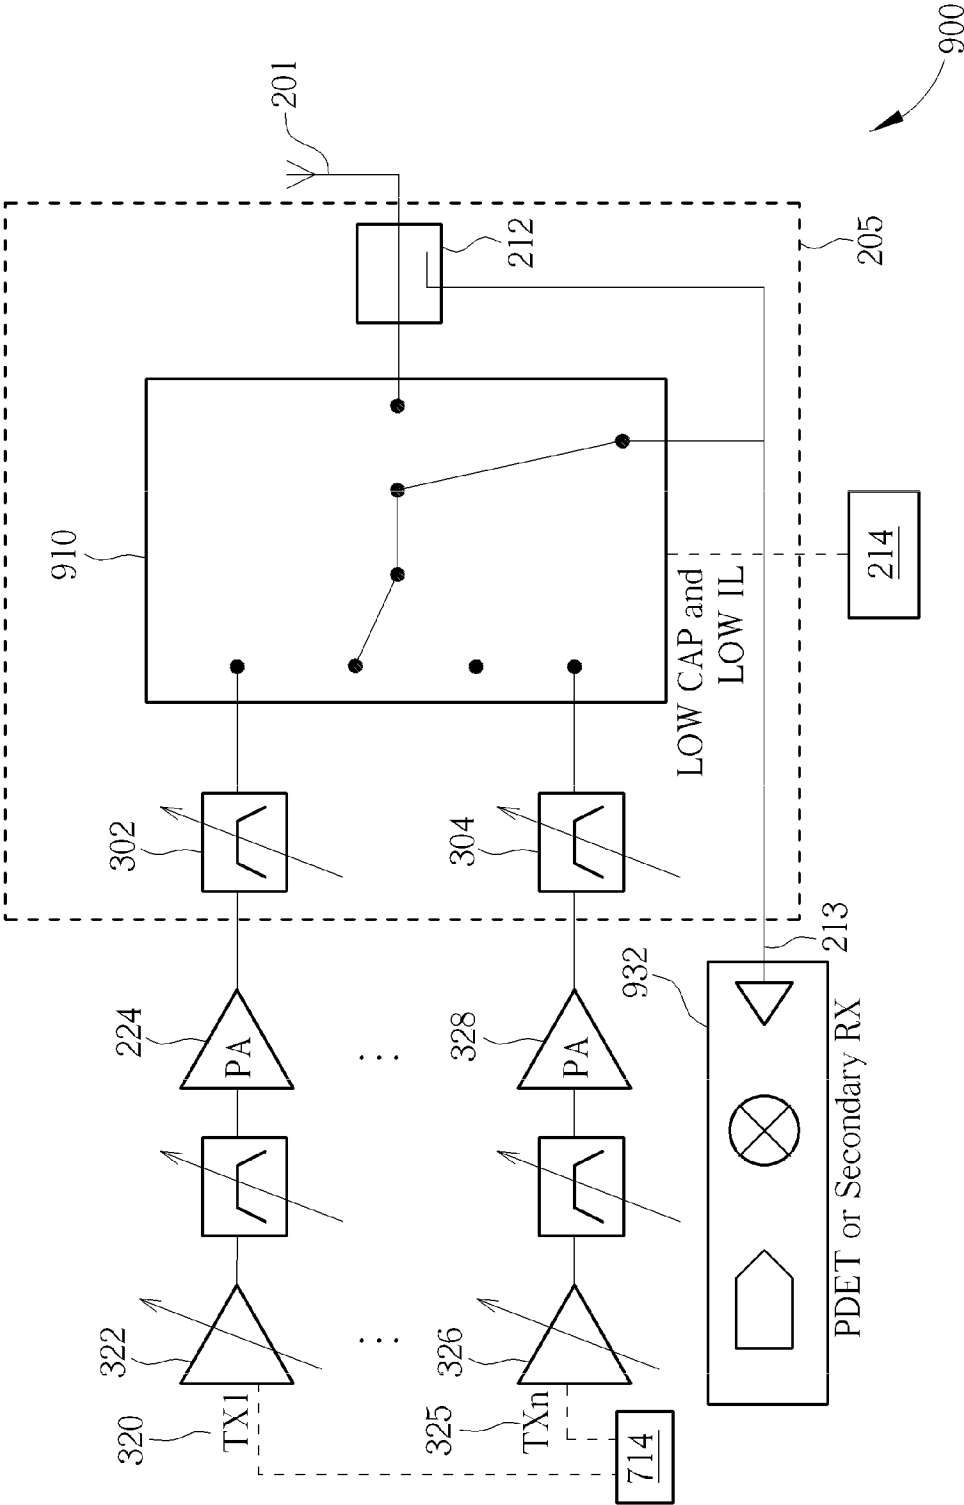 900
201
205
212
910
214
LOW CAP and
LOW IL
302
304
213
932
224
PA
. . .
328
PA
PDET or Secondary RX
322
. . .
326
320
TX1
325
TXn
714